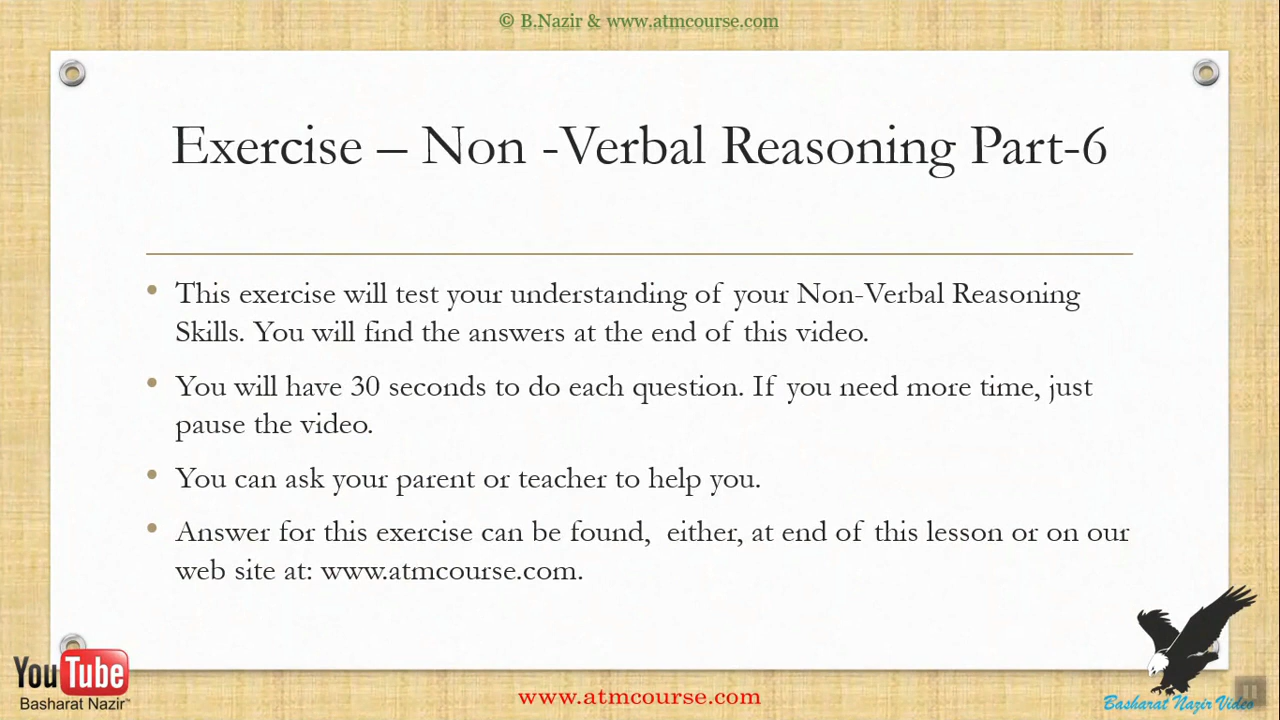 © B.Nazir & www.atmcourse.com
Exercise – Non -Verbal Reasoning Part-6
• This exercise will test your understanding of your Non-Verbal Reasoning
Skills. You will find the answers at the end of this video.
• You will have 30 seconds to do each question. If you need more time, just
pause the video.
• You can ask your parent or teacher to help you.
• Answer for this exercise can be found, either, at end of this lesson or on our
web site at: www.atmcourse.com.
YouTube
Basharat Nazir™
www.atmcourse.com
Basharat Nazir Video